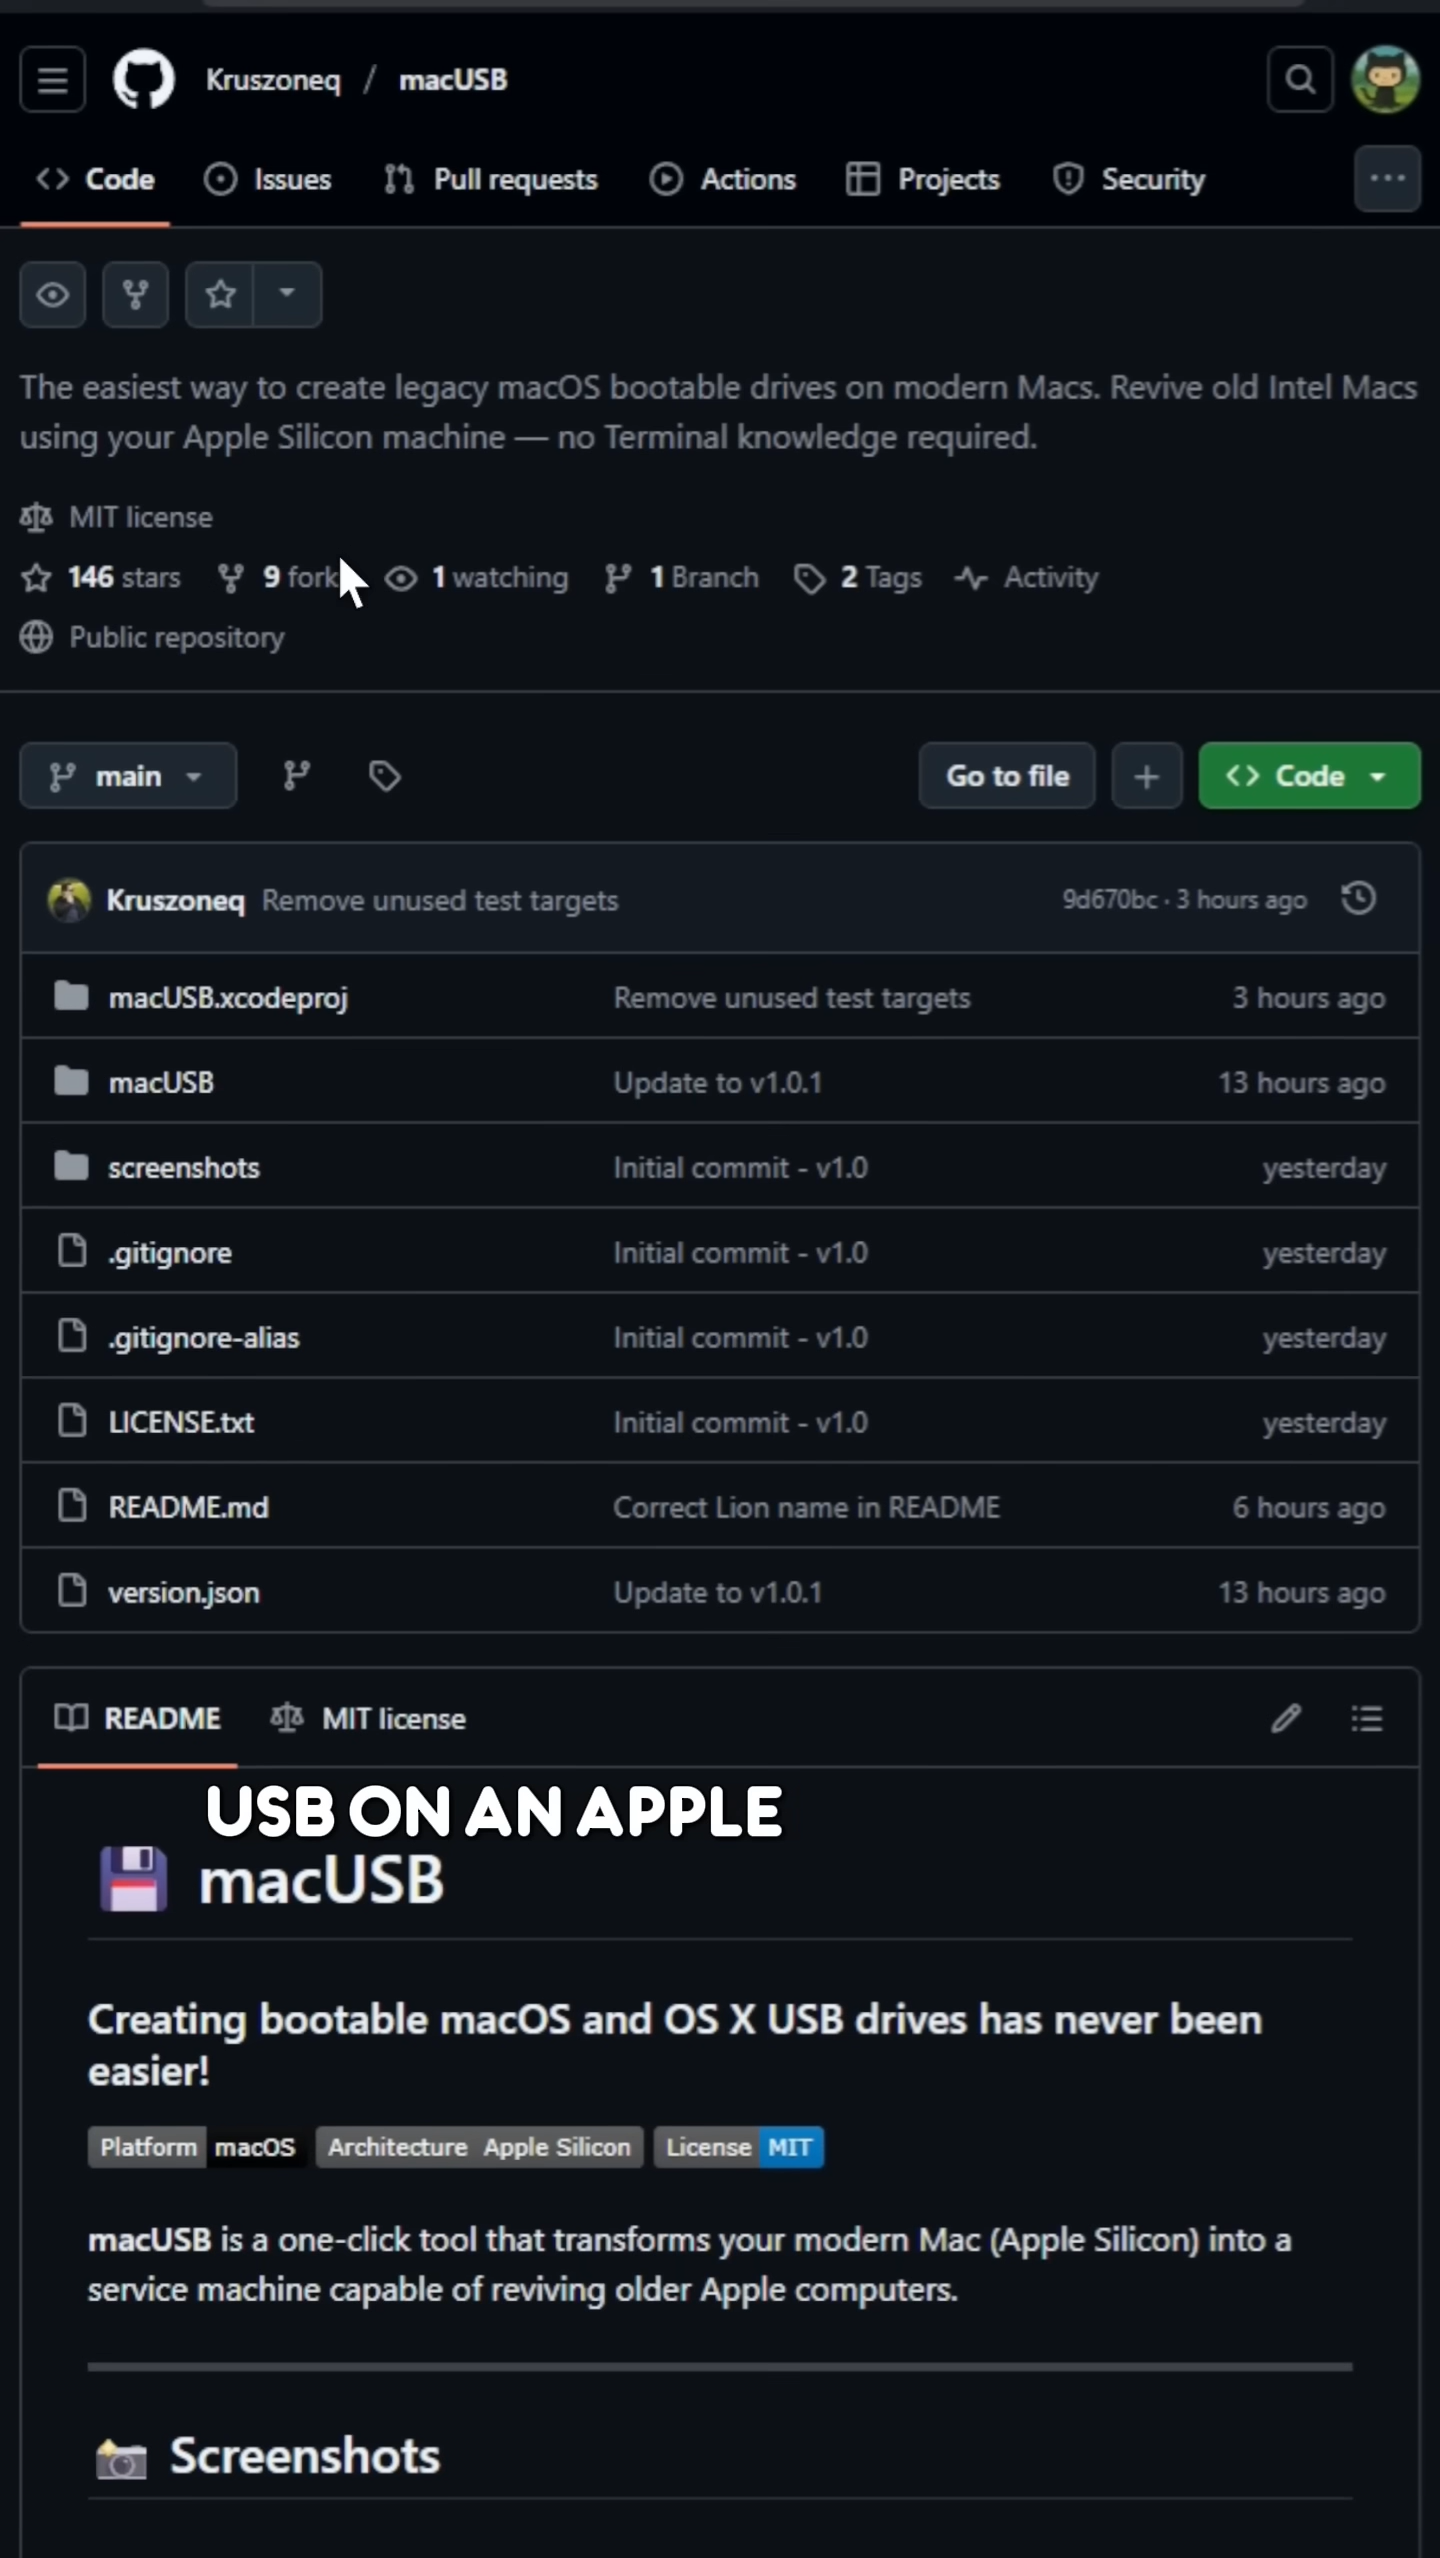 Kruszoneq / macUSB
Code Issues Pull requests Actions Projects Security
The easiest way to create legacy macOS bootable drives on modern Macs. Revive old Intel Macs
using your Apple Silicon machine — no Terminal knowledge required.
MIT license
146 stars 9 fork 1 watching 1 Branch 2 Tags Activity
Public repository
main Go to file Code
Kruszoneq Remove unused test targets 9d670bc · 3 hours ago
macUSB.xcodeproj Remove unused test targets 3 hours ago
macUSB Update to v1.0.1 13 hours ago
screenshots Initial commit - v1.0 yesterday
.gitignore Initial commit - v1.0 yesterday
.gitignore-alias Initial commit - v1.0 yesterday
LICENSE.txt Initial commit - v1.0 yesterday
README.md Correct Lion name in README 6 hours ago
version.json Update to v1.0.1 13 hours ago
README MIT license
USB ON AN APPLE
macUSB
Creating bootable macOS and OS X USB drives has never been
easier!
Platform macOS Architecture Apple Silicon License MIT
macUSB is a one-click tool that transforms your modern Mac (Apple Silicon) into a
service machine capable of reviving older Apple computers.
Screenshots